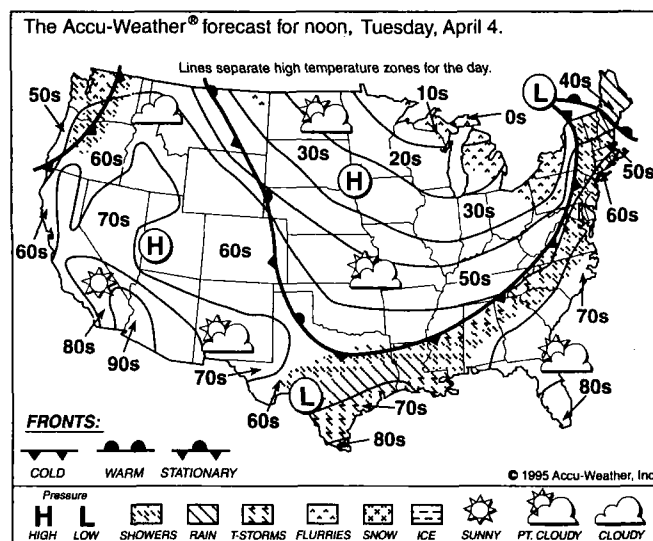 The Accu-Weather® forecast for noon, Tuesday, April 4.
Lines separate high temperature zones for the day.
50s
10s
40s
0s
60s
30s
20s
50s
70s
30s
60s
60s
60s
50s
70s
80s
90s
70s
60s
70s
80s
80s
H
H
L
L
FRONTS:
COLD WARM STATIONARY
© 1995 Accu-Weather, Inc
Pressure
H L
HIGH LOW SHOWERS RAIN T-STORMS FLURRIES SNOW ICE SUNNY PT. CLOUDY CLOUDY